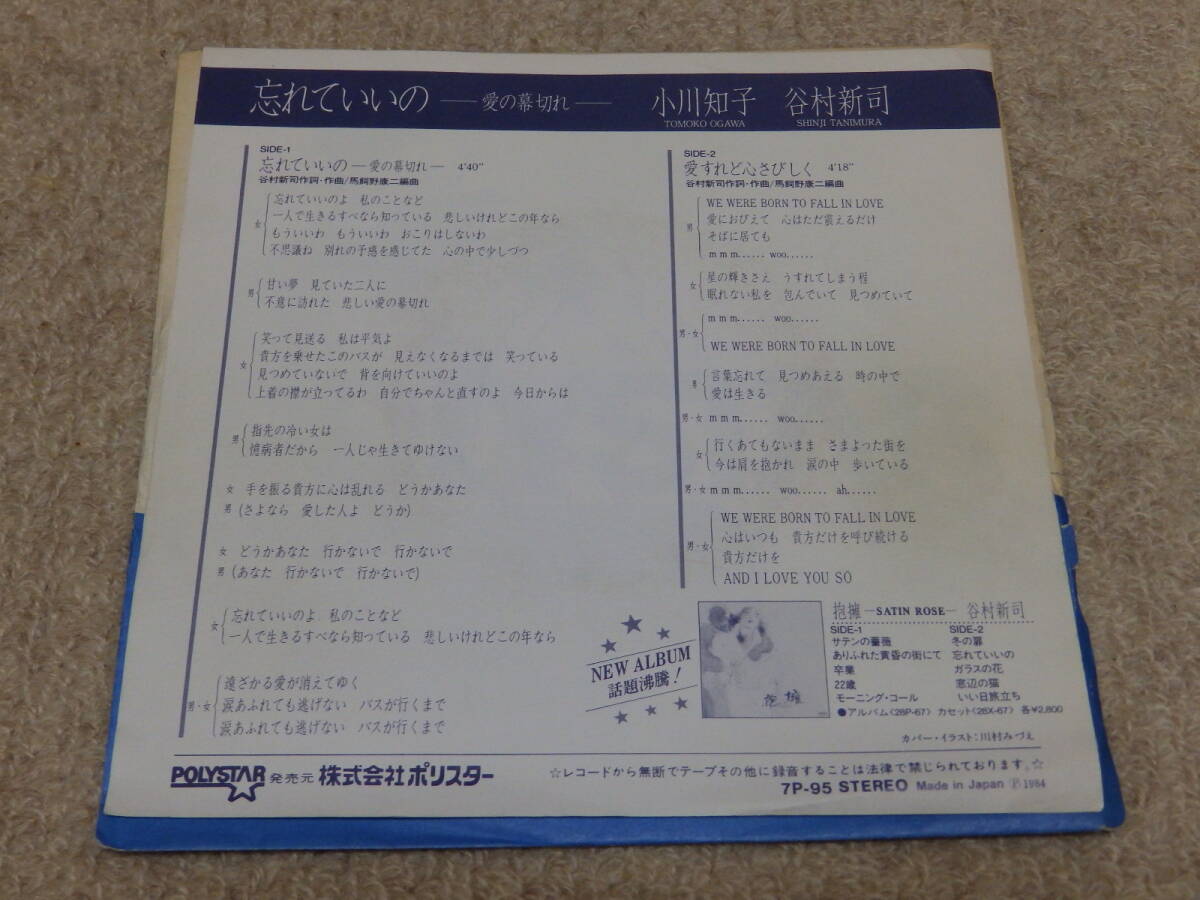 忘れていいの ―愛の幕切れ― 小川知子 谷村新司
TOMOKO OGAWA SHINJI TANIMURA
SIDE-1
忘れていいの ―愛の幕切れ― 4'40"
谷村新司作詞・作曲/馬飼野康二編曲
女
忘れていいのよ 私のことなど
一人で生きるすべなら知っている 悲しいけれどこの年なら
もういいわ もういいわ おこりはしないわ
不思議ね 別れの予感を感じてた 心の中で少しづつ
男
甘い夢 見ていた二人に
不意に訪れた 悲しい愛の幕切れ
女
笑って見送る 私は平気よ
貴方を乗せたこのバスが 見えなくなるまでは 笑っている
見つめていないで 背を向けていいのよ
上着の襟が立ってるわ 自分でちゃんと直すのよ 今日からは
男
指先の冷い女は
憶病者だから 一人じゃ生きてゆけない
女 手を振る貴方に心は乱れる どうかあなた
男 (さよなら 愛した人よ どうか)
女 どうかあなた 行かないで 行かないで
男 (あなた 行かないで 行かないで)
女
忘れていいのよ 私のことなど
一人で生きるすべなら知っている 悲しいけれどこの年なら
男・女
遠ざかる愛が消えてゆく
涙あふれても逃げない バスが行くまで
涙あふれても逃げない バスが行くまで
SIDE-2
愛すれど心さびしく 4'18"
谷村新司作詞・作曲/馬飼野康二編曲
男
WE WERE BORN TO FALL IN LOVE
愛におびえて 心はただ震えるだけ
そばに居ても
m m m...... woo......
女
星の輝きさえ うすれてしまう程
眠れない私を 包んでいて 見つめていて
男・女
m m m...... woo......
WE WERE BORN TO FALL IN LOVE
男
言葉忘れて 見つめあえる 時の中で
愛は生きる
男・女 m m m...... woo......
女
行くあてもないまま さまよった街を
今は肩を抱かれ 涙の中 歩いている
男・女 m m m...... woo...... ah......
男・女
WE WERE BORN TO FALL IN LOVE
心はいつも 貴方だけを呼び続ける
貴方だけを
AND I LOVE YOU SO
NEW ALBUM
話題沸騰!
抱擁
抱擁 ―SATIN ROSE― 谷村新司
SIDE-1
サテンの薔薇
ありふれた黄昏の街にて
卒業
22歳
モーニング・コール
SIDE-2
冬の扉
忘れていいの
ガラスの花
窓辺の猫
いい日旅立ち
●アルバム〈28P-67〉 カセット〈28X-67〉 各¥2,800
カバー・イラスト:川村みづえ
POLYSTAR 発売元 株式会社ポリスター
☆レコードから無断でテープその他に録音することは法律で禁じられております。☆
7P-95 STEREO Made in Japan Ⓟ1984